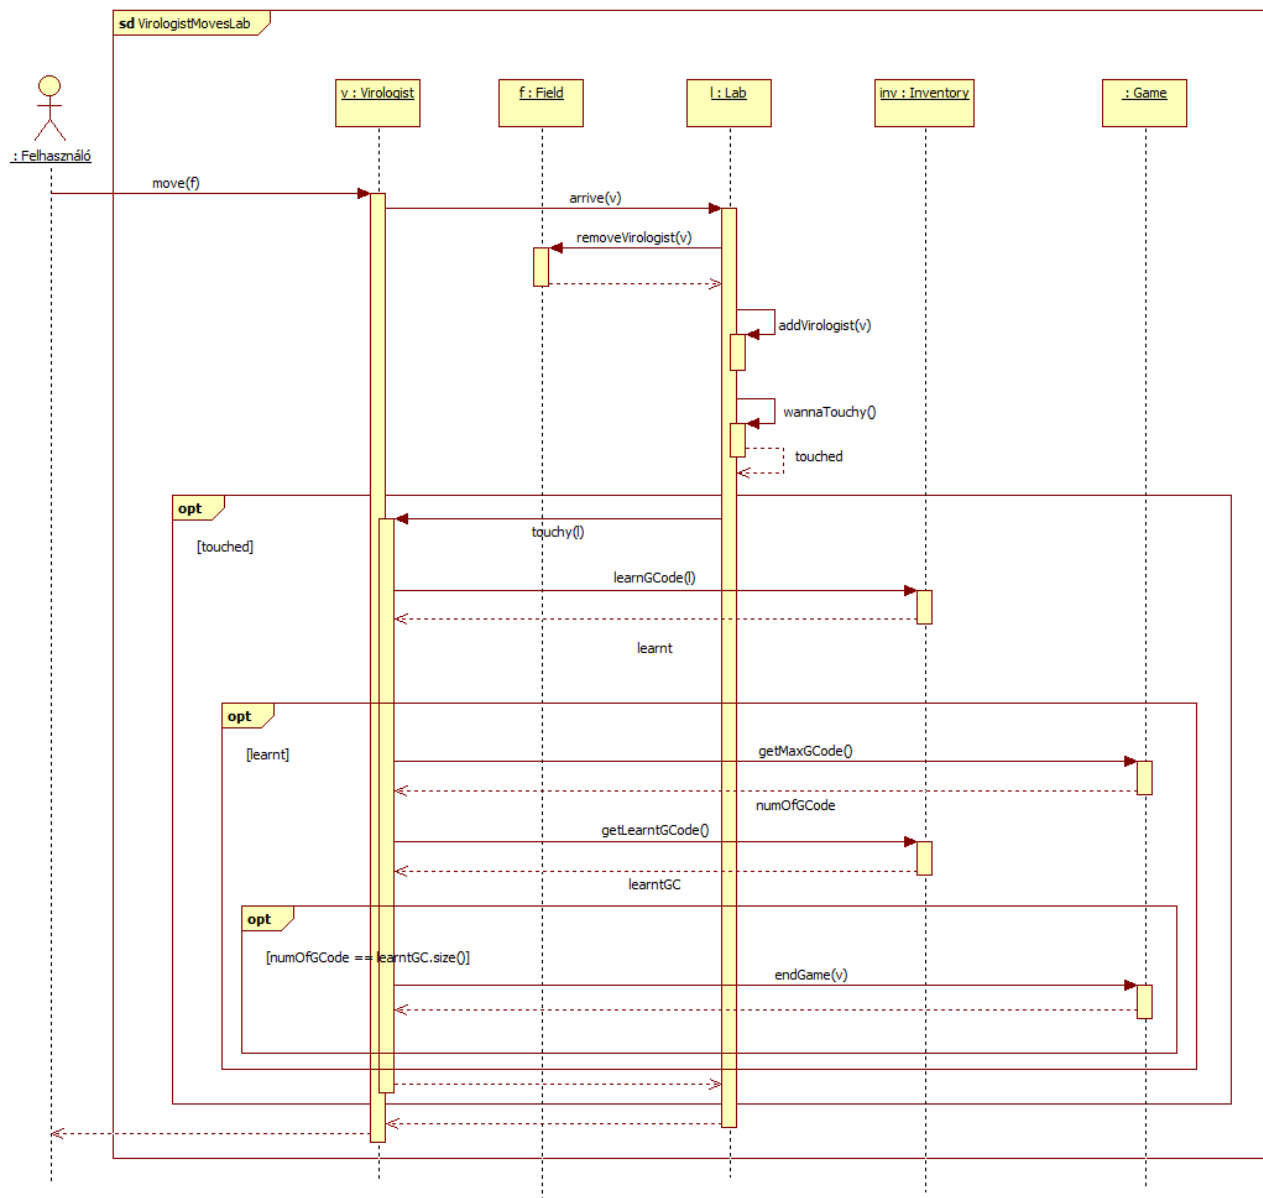 sd VirologistMovesLab
v : Virologist
f : Field
l : Lab
inv : Inventory
: Game
: Felhasználó
move(f)
arrive(v)
removeVirologist(v)
addVirologist(v)
wannaTouchy()
touched
opt
[touched]
touchy(l)
learnGCode(l)
learnt
opt
[learnt]
getMaxGCode()
numOfGCode
getLearntGCode()
learntGC
opt
[numOfGCode == learntGC.size()]
endGame(v)